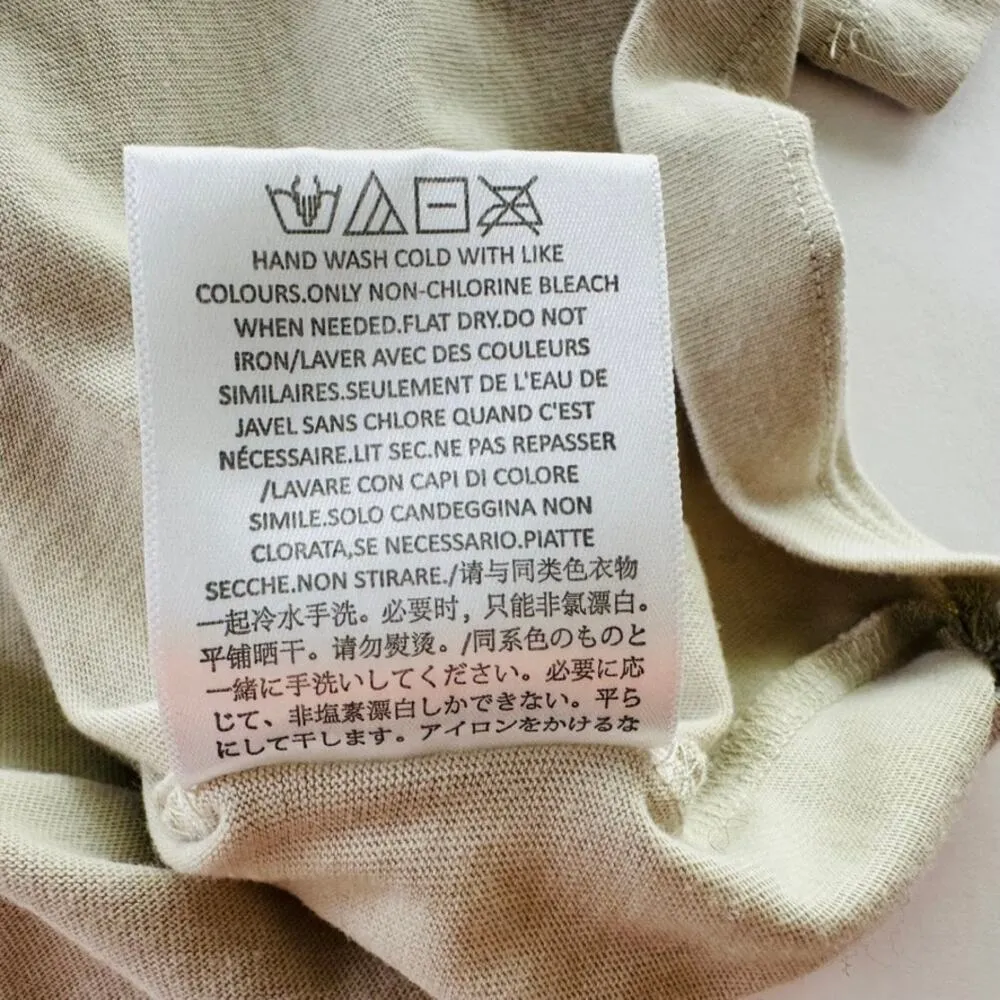 HAND WASH COLD WITH LIKE
COLOURS.ONLY NON-CHLORINE BLEACH
WHEN NEEDED.FLAT DRY.DO NOT
IRON/LAVER AVEC DES COULEURS
SIMILAIRES.SEULEMENT DE L'EAU DE
JAVEL SANS CHLORE QUAND C'EST
NÉCESSAIRE.LIT SEC.NE PAS REPASSER
/LAVARE CON CAPI DI COLORE
SIMILE.SOLO CANDEGGINA NON
CLORATA,SE NECESSARIO.PIATTE
SECCHE.NON STIRARE./请与同类色衣物
一起冷水手洗。必要时，只能非氯漂白。
平铺晒干。请勿熨烫。/同系色のものと
一緒に手洗いしてください。必要に応
じて、非塩素漂白しかできない。平ら
にして干します。アイロンをかけるな